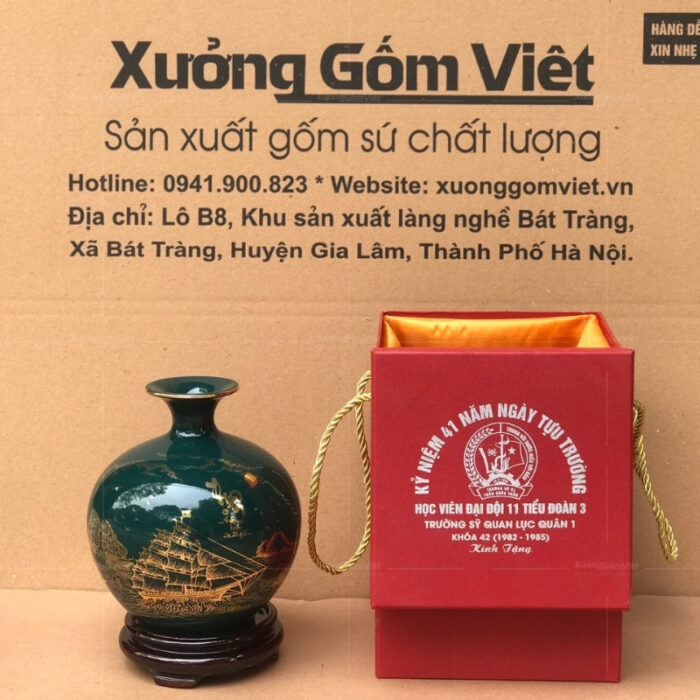 HÀNG DỄ
XIN NHẸ
Xưởng Gốm Việt
Sản xuất gốm sứ chất lượng
Hotline: 0941.900.823 * Website: xuonggomviet.vn
Địa chỉ: Lô B8, Khu sản xuất làng nghề Bát Tràng,
Xã Bát Tràng, Huyện Gia Lâm, Thành Phố Hà Nội.
KỶ NIỆM 41 NĂM NGÀY TỰU TRƯỜNG
HỌC VIÊN ĐẠI ĐỘI 11 TIỂU ĐOÀN 3
TRƯỜNG SỸ QUAN LỤC QUÂN 1
KHÓA 42 (1982 - 1985)
Kính Tặng
XưởngGốmViệt